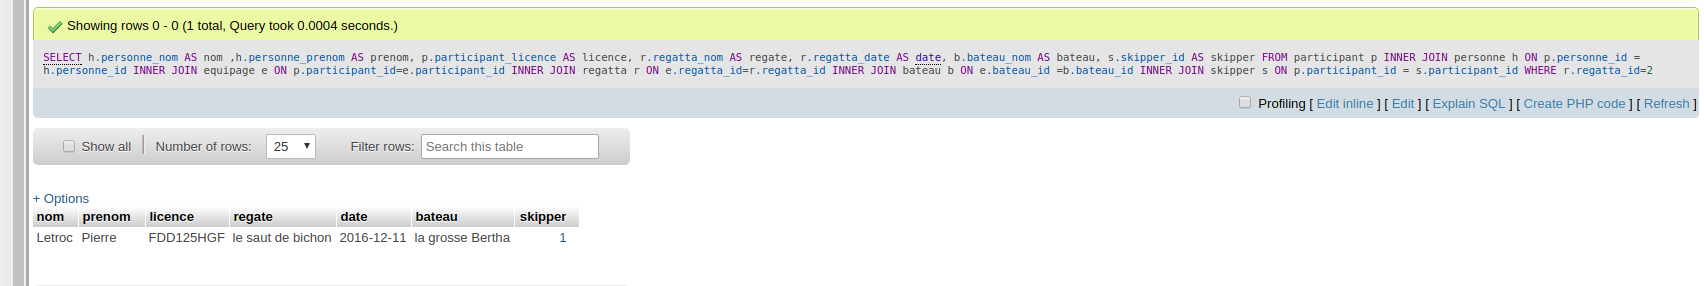 Showing rows 0 - 0 (1 total, Query took 0.0004 seconds.)
SELECT h.personne_nom AS nom ,h.personne_prenom AS prenom, p.participant_licence AS licence, r.regatta_nom AS regate, r.regatta_date AS date, b.bateau_nom AS bateau, s.skipper_id AS skipper FROM participant p INNER JOIN personne h ON p.personne_id =
h.personne_id INNER JOIN equipage e ON p.participant_id=e.participant_id INNER JOIN regatta r ON e.regatta_id=r.regatta_id INNER JOIN bateau b ON e.bateau_id =b.bateau_id INNER JOIN skipper s ON p.participant_id = s.participant_id WHERE r.regatta_id=2
Profiling [ Edit inline ] [ Edit ] [ Explain SQL ] [ Create PHP code ] [ Refresh ]
Show all Number of rows: 25 Filter rows: Search this table
+ Options
nom prenom licence regate date bateau skipper
Letroc Pierre FDD125HGF le saut de bichon 2016-12-11 la grosse Bertha 1